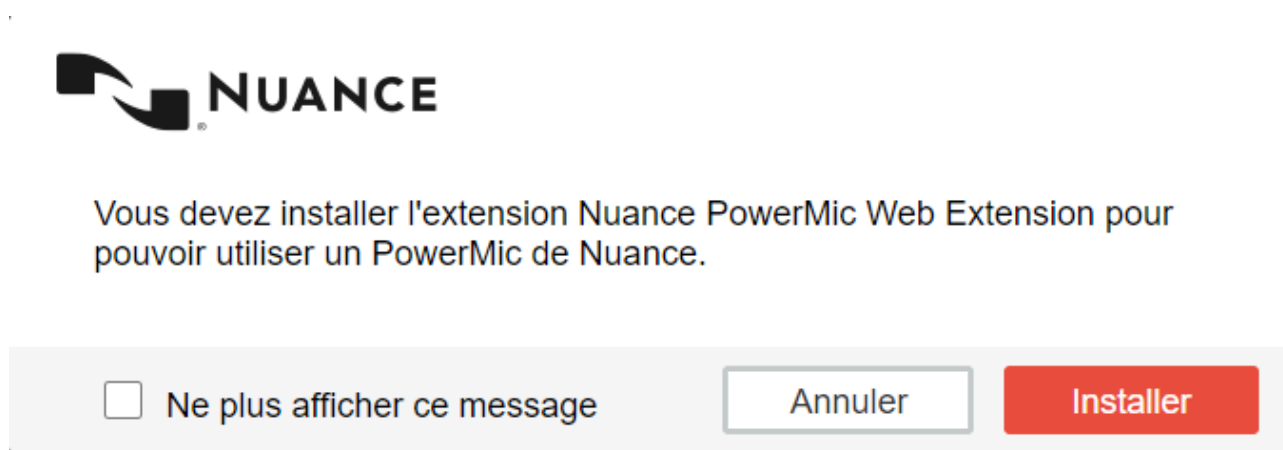 NUANCE
Vous devez installer l'extension Nuance PowerMic Web Extension pour
pouvoir utiliser un PowerMic de Nuance.
Ne plus afficher ce message
Annuler
Installer